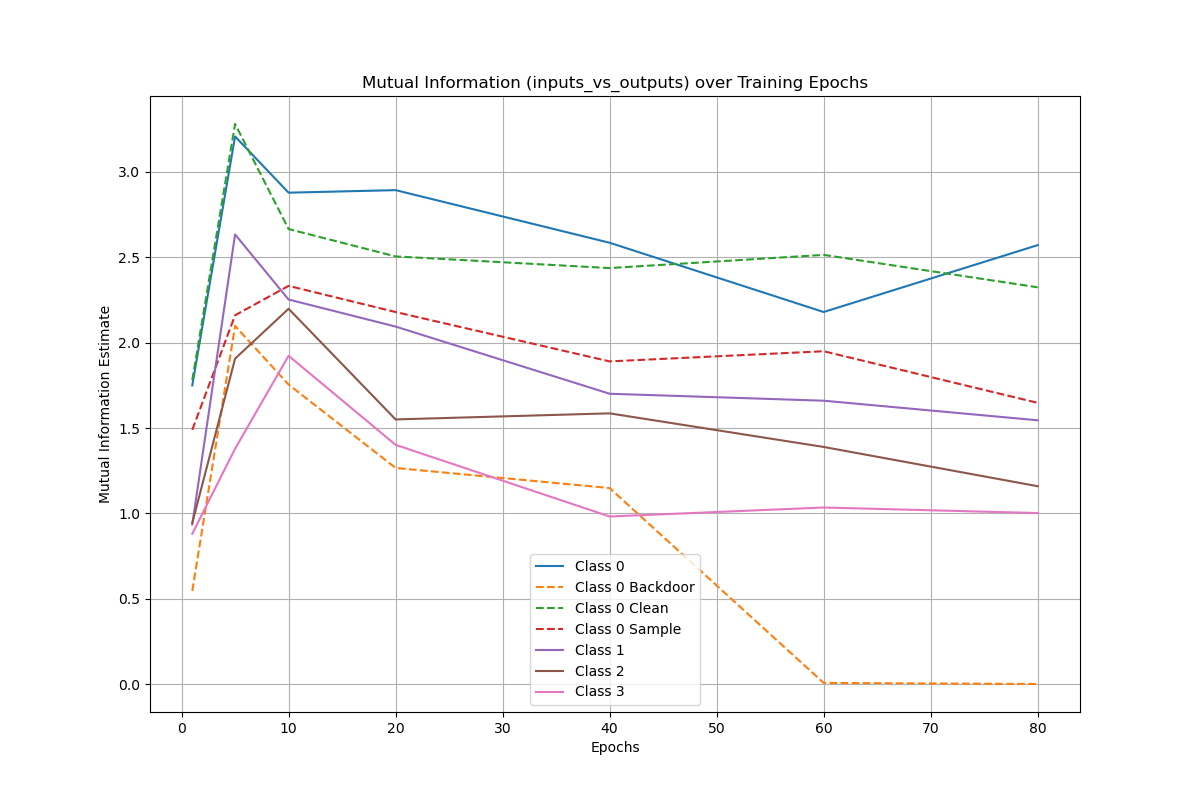 Mutual Information (inputs_vs_outputs) over Training Epochs
Mutual Information Estimate
3.0
2.5
2.0
1.5
1.0
0.5
0.0
Class 0
Class 0 Backdoor
Class 0 Clean
Class 0 Sample
Class 1
Class 2
Class 3
0 10 20 30 40 50 60 70 80
Epochs